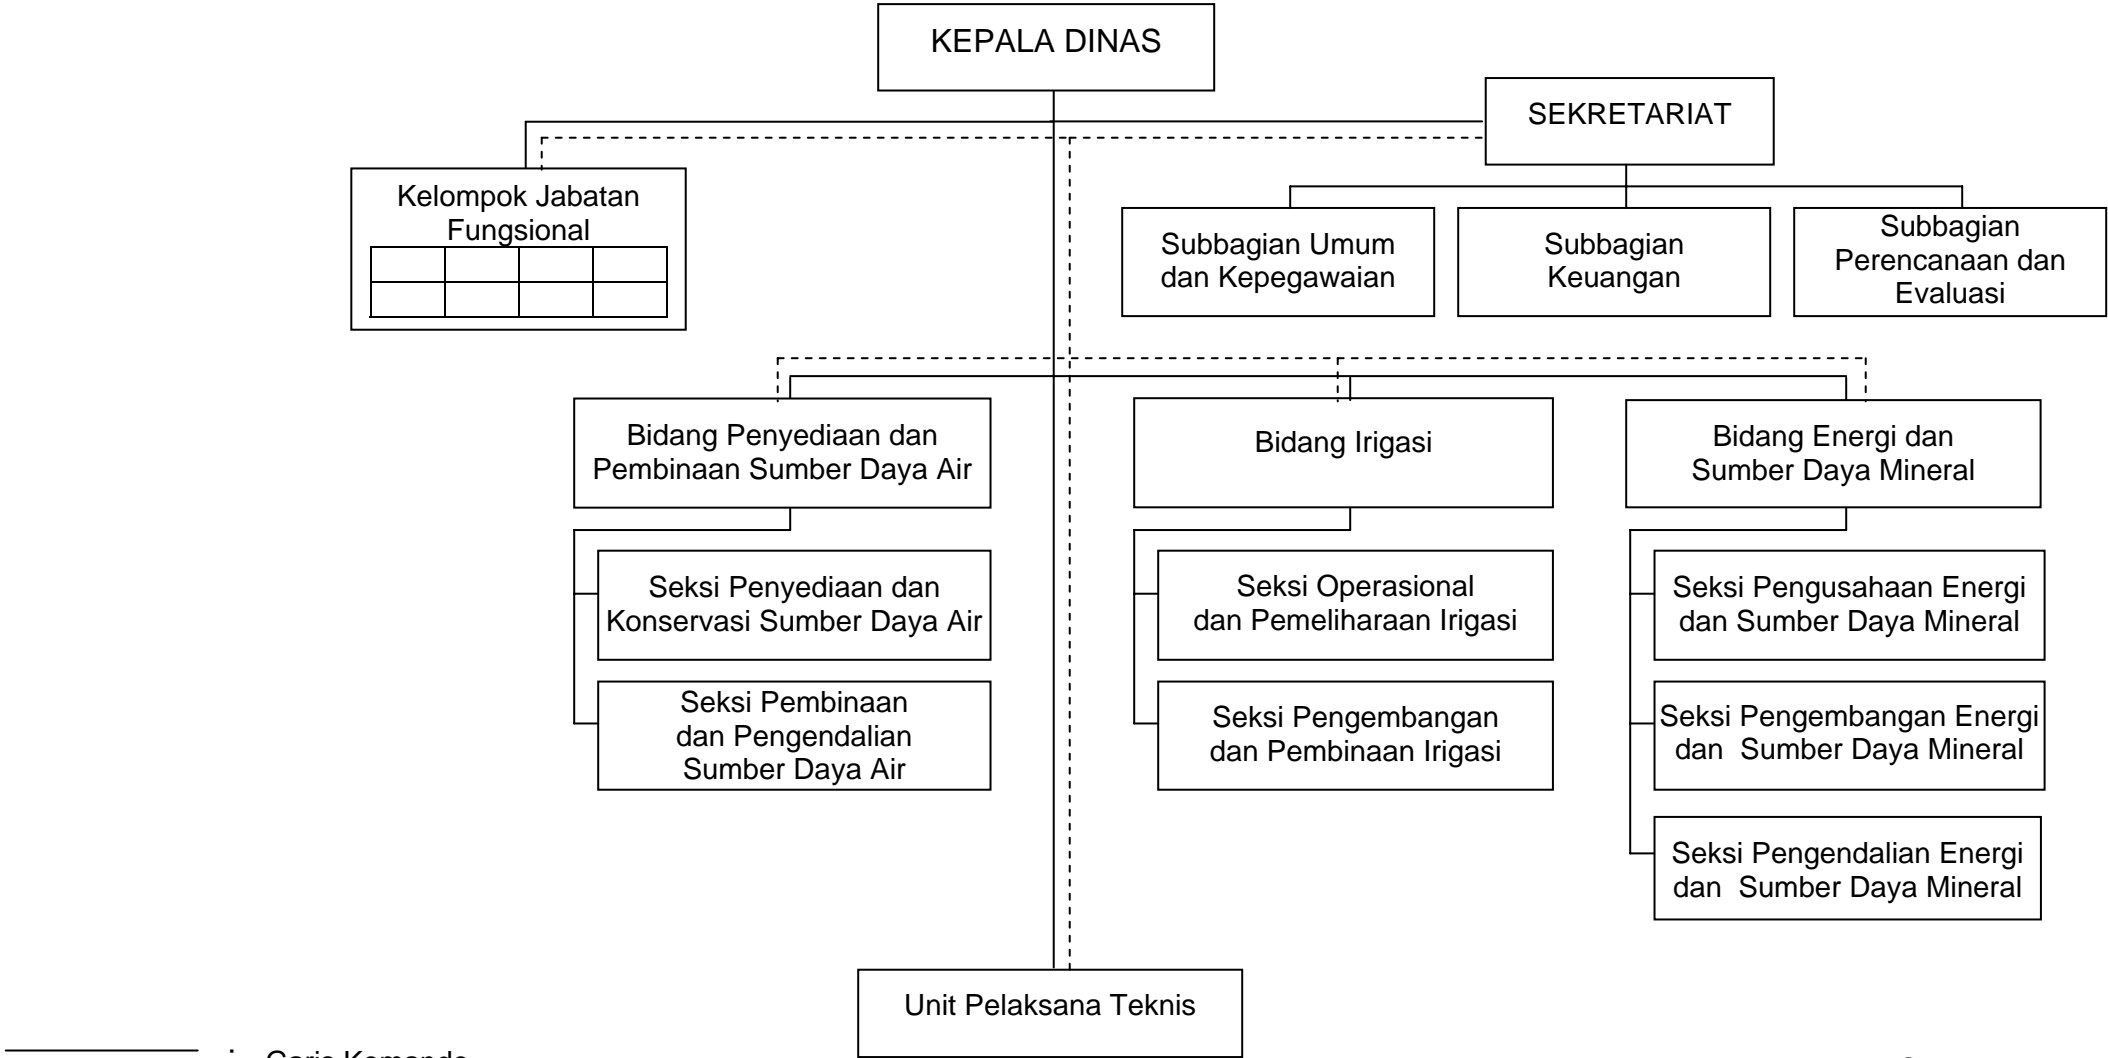 KEPALA DINAS
SEKRETARIAT
Kelompok Jabatan
Fungsional
Subbagian Umum
dan Kepegawaian
Subbagian
Keuangan
Subbagian
Perencanaan dan
Evaluasi
Bidang Penyediaan dan
Pembinaan Sumber Daya Air
Bidang Irigasi
Bidang Energi dan
Sumber Daya Mineral
Seksi Penyediaan dan
Konservasi Sumber Daya Air
Seksi Operasional
dan Pemeliharaan Irigasi
Seksi Pengusahaan Energi
dan Sumber Daya Mineral
Seksi Pembinaan
dan Pengendalian
Sumber Daya Air
Seksi Pengembangan
dan Pembinaan Irigasi
Seksi Pengembangan Energi
dan Sumber Daya Mineral
Seksi Pengendalian Energi
dan Sumber Daya Mineral
Unit Pelaksana Teknis
: Garis Komando